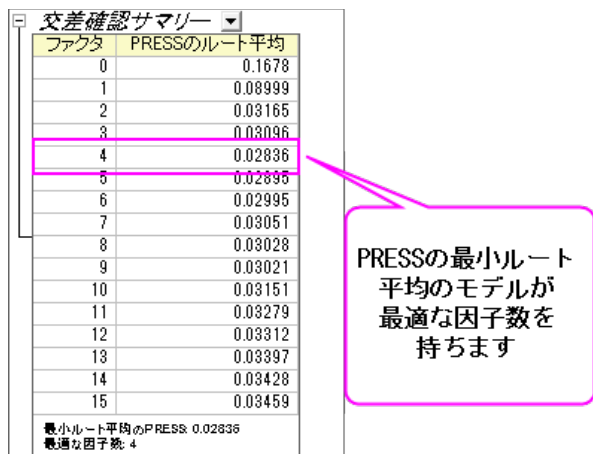 交差確認サマリー
ファクタ PRESSのルート平均
0 0.1678
1 0.08999
2 0.03165
3 0.03096
4 0.02836
5 0.02895
6 0.02995
7 0.03051
8 0.03028
9 0.03021
10 0.03151
11 0.03279
12 0.03312
13 0.03397
14 0.03428
15 0.03459
最小ルート平均のPRESS: 0.02836
最適な因子数: 4
PRESSの最小ルート
平均のモデルが
最適な因子数を
持ちます